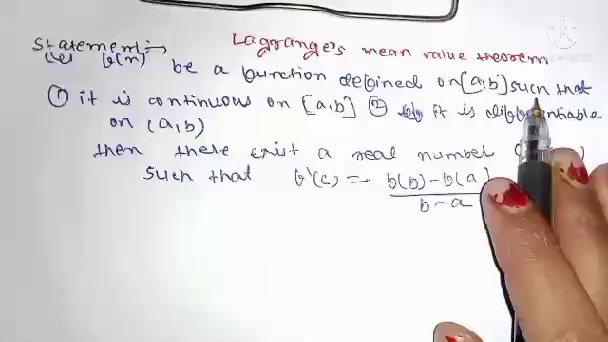 Statement:→ Lagrange's mean value theorem
Let f(x) be a function defined on [a,b] such that
① it is continuous on [a,b] ② it is differentiable
on (a,b)
then there exist a real number
Such that f'(c) = f(b) - f(a)
b - a